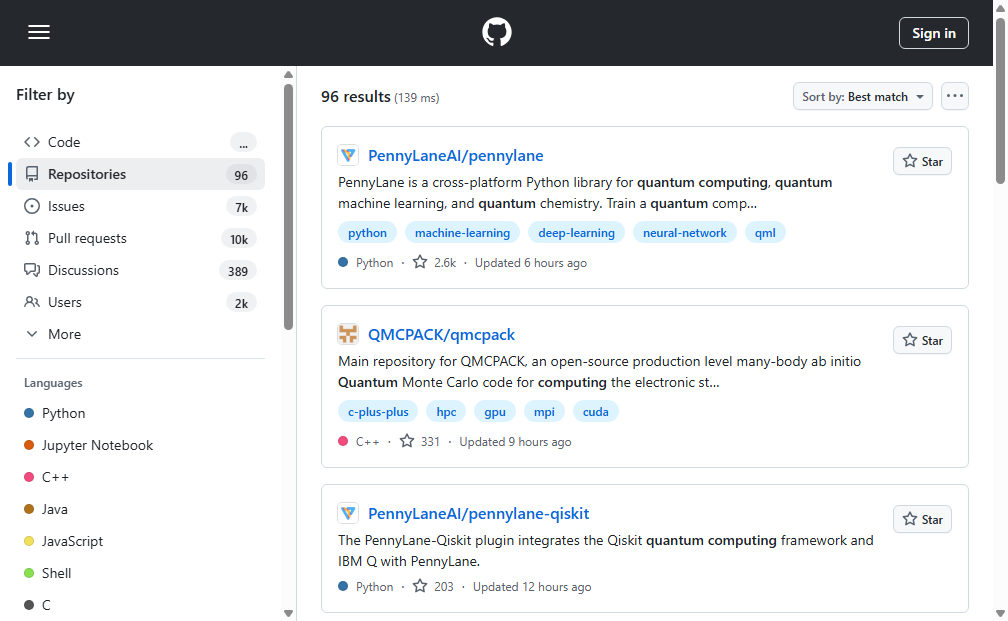 Sign in
Filter by
Code ...
Repositories 96
Issues 7k
Pull requests 10k
Discussions 389
Users 2k
More
Languages
Python
Jupyter Notebook
C++
Java
JavaScript
Shell
C
96 results (139 ms)
Sort by: Best match
PennyLaneAI/pennylane
Star
PennyLane is a cross-platform Python library for quantum computing, quantum
machine learning, and quantum chemistry. Train a quantum comp...
python machine-learning deep-learning neural-network qml
Python · 2.6k · Updated 6 hours ago
QMCPACK/qmcpack
Star
Main repository for QMCPACK, an open-source production level many-body ab initio
Quantum Monte Carlo code for computing the electronic st...
c-plus-plus hpc gpu mpi cuda
C++ · 331 · Updated 9 hours ago
PennyLaneAI/pennylane-qiskit
Star
The PennyLane-Qiskit plugin integrates the Qiskit quantum computing framework and
IBM Q with PennyLane.
Python · 203 · Updated 12 hours ago